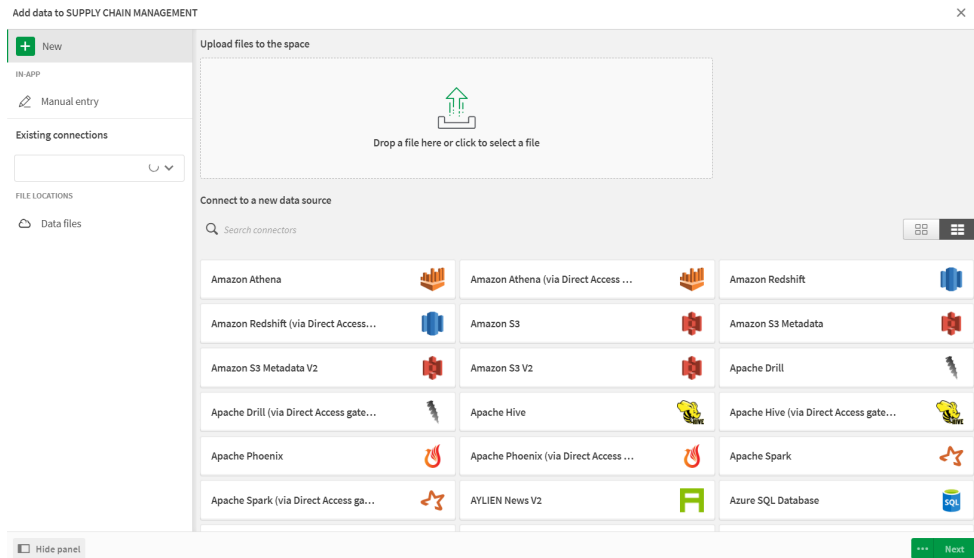 Add data to SUPPLY CHAIN MANAGEMENT
New
IN-APP
Manual entry
Existing connections
FILE LOCATIONS
Data files
Upload files to the space
Drop a file here or click to select a file
Connect to a new data source
Search connectors
Amazon Athena
Amazon Athena (via Direct Access ...
Amazon Redshift
Amazon Redshift (via Direct Access...
Amazon S3
Amazon S3 Metadata
Amazon S3 Metadata V2
Amazon S3 V2
Apache Drill
Apache Drill (via Direct Access gate...
Apache Hive
HIVE
Apache Hive (via Direct Access gate...
HIVE
Apache Phoenix
Apache Phoenix (via Direct Access ...
Apache Spark
Apache Spark (via Direct Access ga...
AYLIEN News V2
Azure SQL Database
SQL
Hide panel
Next